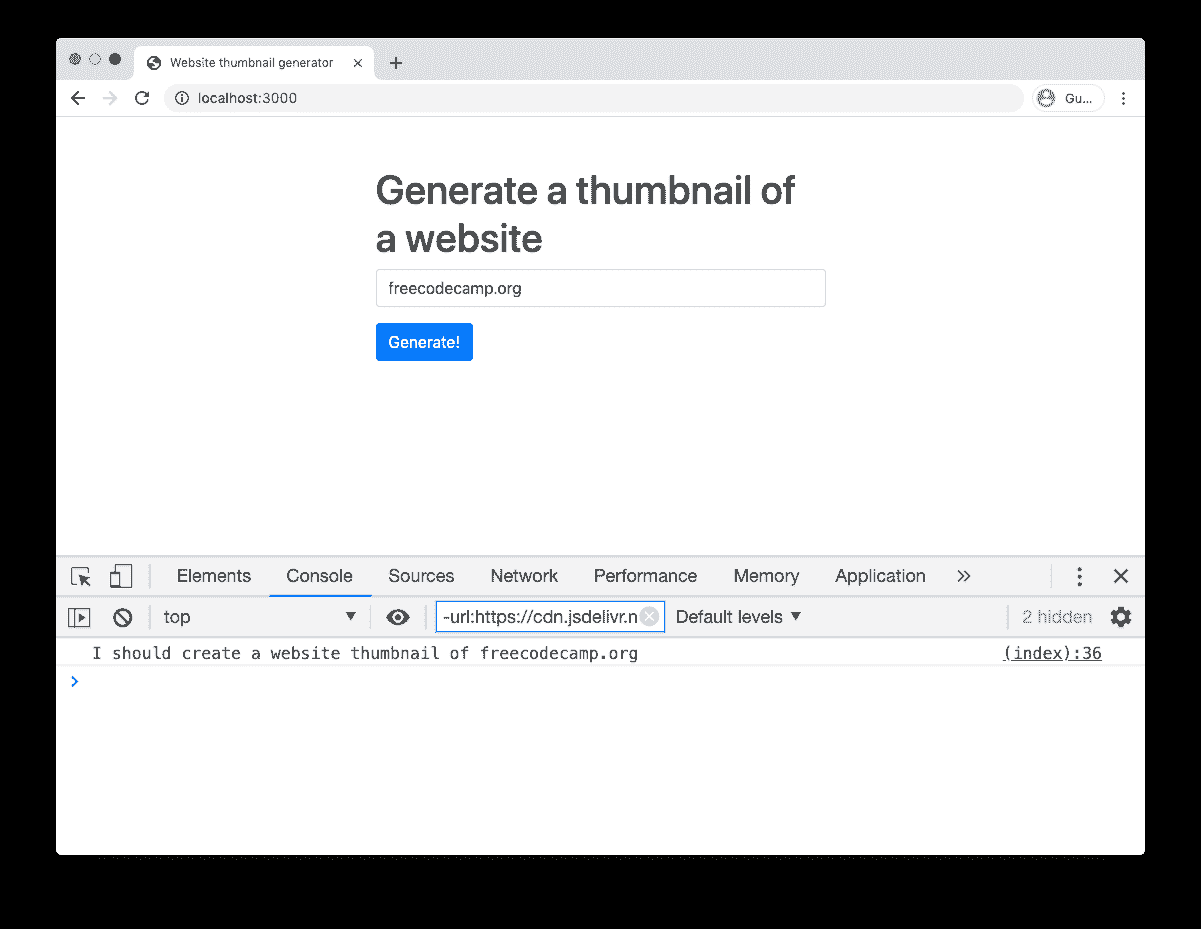 Website thumbnail generator
localhost:3000
Gu...
Generate a thumbnail of
a website
freecodecamp.org
Generate!
Elements Console Sources Network Performance Memory Application
top -url:https://cdn.jsdelivr.n Default levels 2 hidden
I should create a website thumbnail of freecodecamp.org (index):36